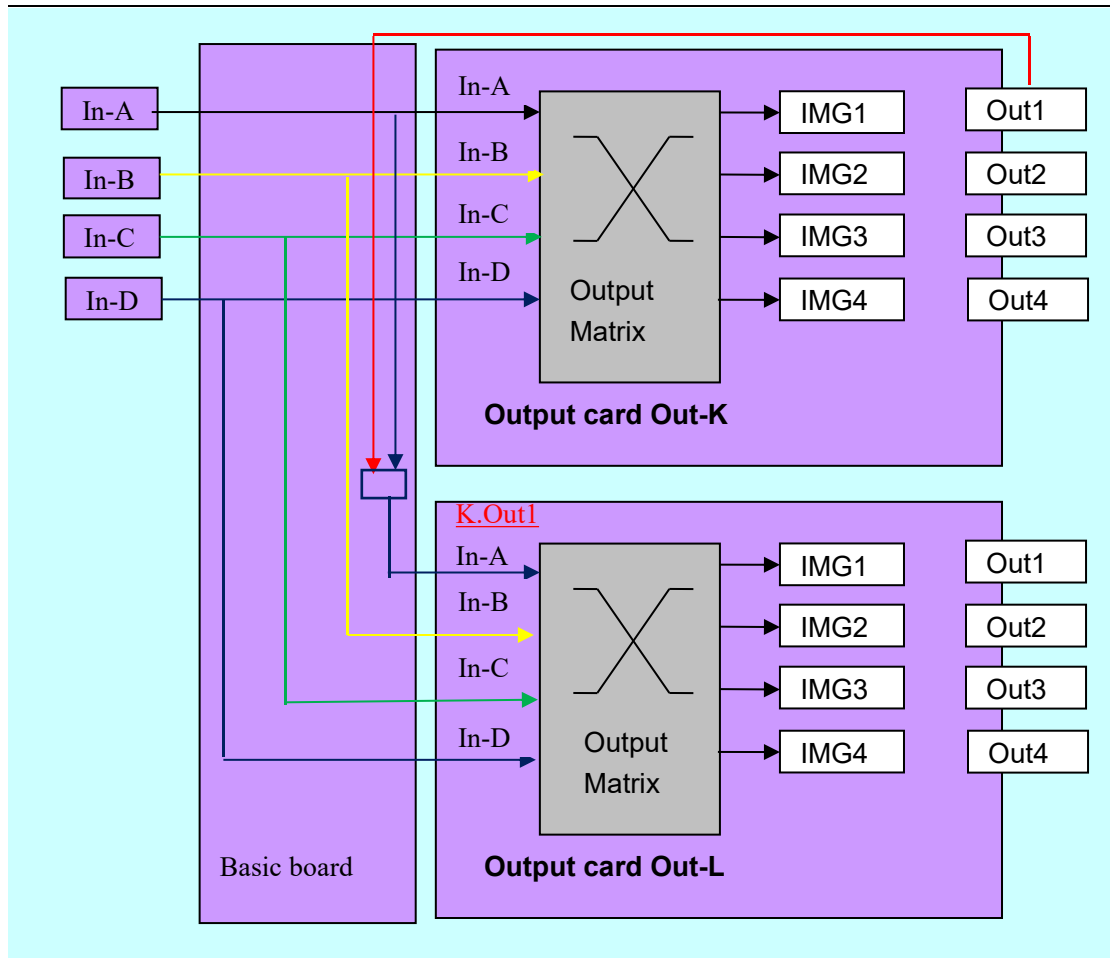 In-A
In-B
In-C
In-D
Basic board
In-A
In-B
In-C
In-D
Output
Matrix
IMG1
IMG2
IMG3
IMG4
Out1
Out2
Out3
Out4
Output card Out-K
K.Out1
In-A
In-B
In-C
In-D
Output
Matrix
IMG1
IMG2
IMG3
IMG4
Out1
Out2
Out3
Out4
Output card Out-L